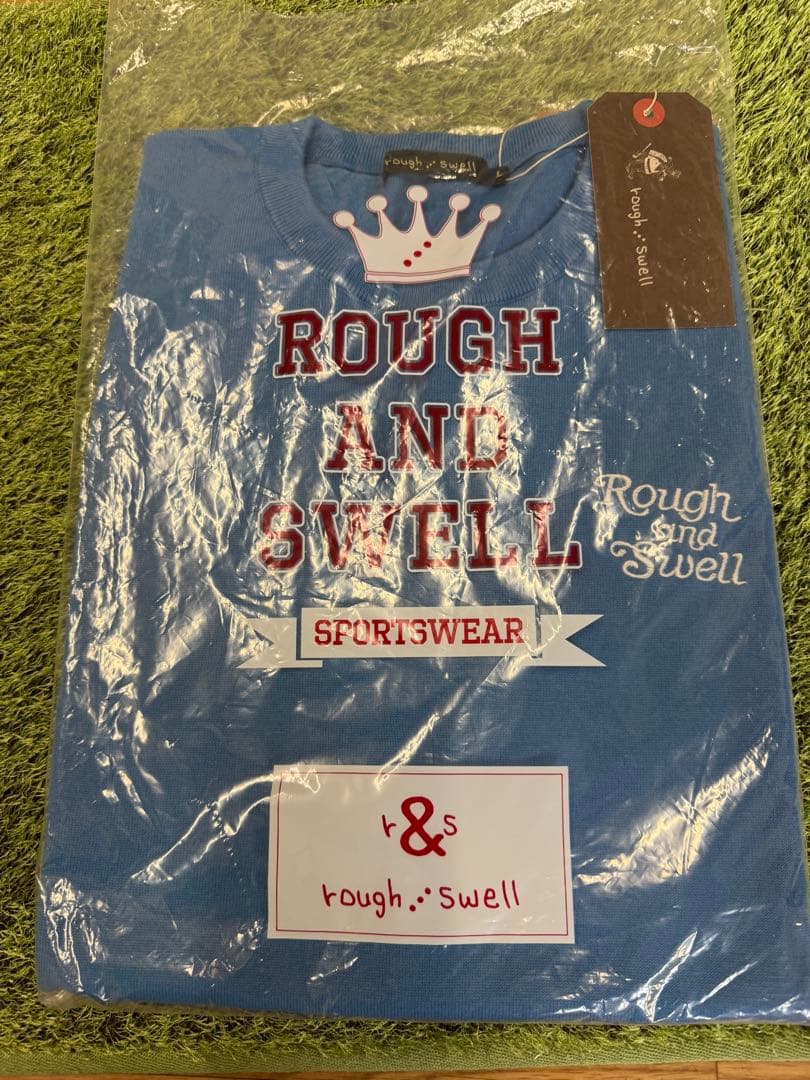 rough swell
rough swell
ROUGH
AND
SWELL
Rough
and
Swell
SPORTSWEAR
r&s
rough swell